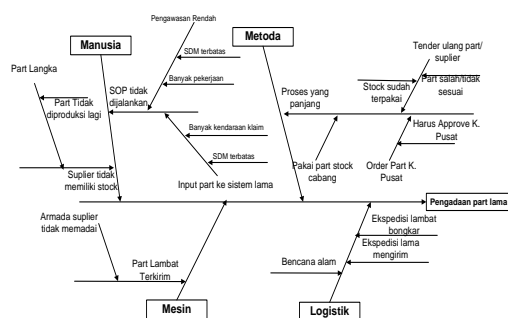 Pengawasan Rendah
Manusia
Metoda
Tender ulang part/
suplier
Part Langka
SDM terbatas
Banyak pekerjaan
SOP tidak
dijalankan
Part Tidak
diproduksi lagi
Proses yang
panjang
Stock sudah
terpakai
Part salah/tidak
sesuai
Harus Approve K.
Pusat
Banyak kendaraan klaim
SDM terbatas
Input part ke sistem lama
Pakai part stock
cabang
Order Part K.
Pusat
Suplier tidak
memiliki stock
Pengadaan part lama
Armada suplier
tidak memadai
Part Lambat
Terkirim
Ekspedisi lambat
bongkar
Ekspedisi lama
mengirim
Bencana alam
Mesin
Logistik